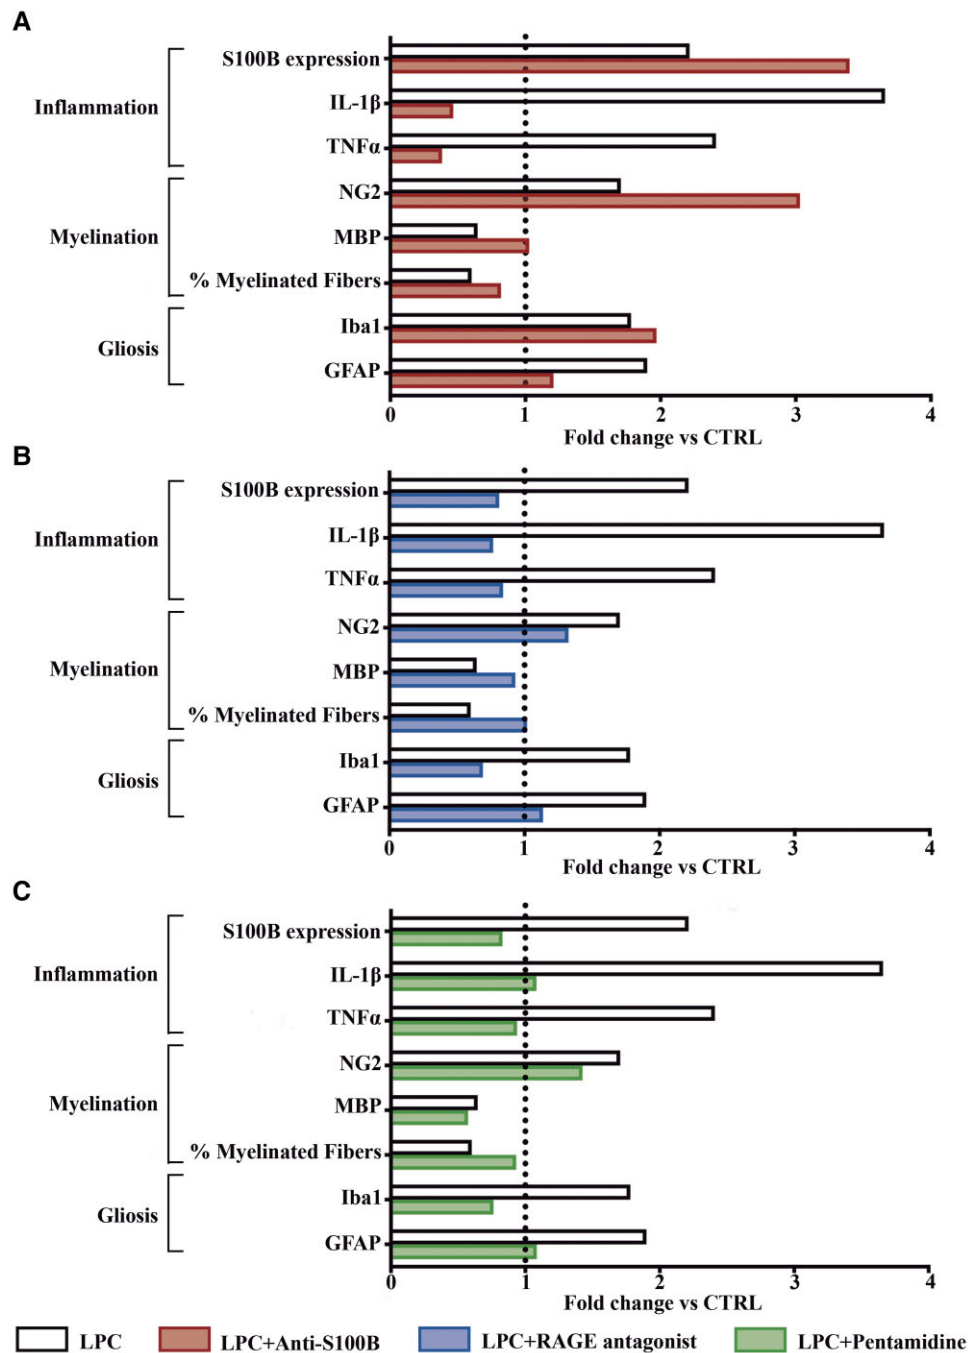 A
S100B expression
IL-1β
Inflammation
TNFα
NG2
Myelination
MBP
% Myelinated Fibers
Iba1
Gliosis
GFAP
0 1 2 3 4
Fold change vs CTRL
B
S100B expression
IL-1β
Inflammation
TNFα
NG2
Myelination
MBP
% Myelinated Fibers
Iba1
Gliosis
GFAP
0 1 2 3 4
Fold change vs CTRL
C
S100B expression
IL-1β
Inflammation
TNFα
NG2
Myelination
MBP
% Myelinated Fibers
Iba1
Gliosis
GFAP
0 1 2 3 4
Fold change vs CTRL
LPC LPC+Anti-S100B LPC+RAGE antagonist LPC+Pentamidine